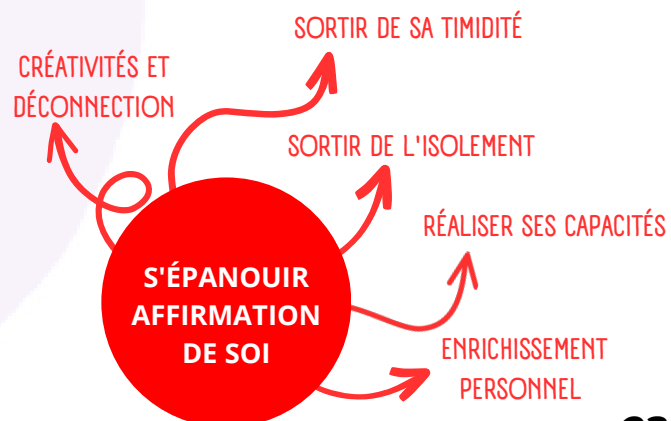 SORTIR DE SA TIMIDITÉ
CRÉATIVITÉS ET
DÉCONNECTION
SORTIR DE L'ISOLEMENT
RÉALISER SES CAPACITÉS
S'ÉPANOUIR
AFFIRMATION
DE SOI
ENRICHISSEMENT
PERSONNEL